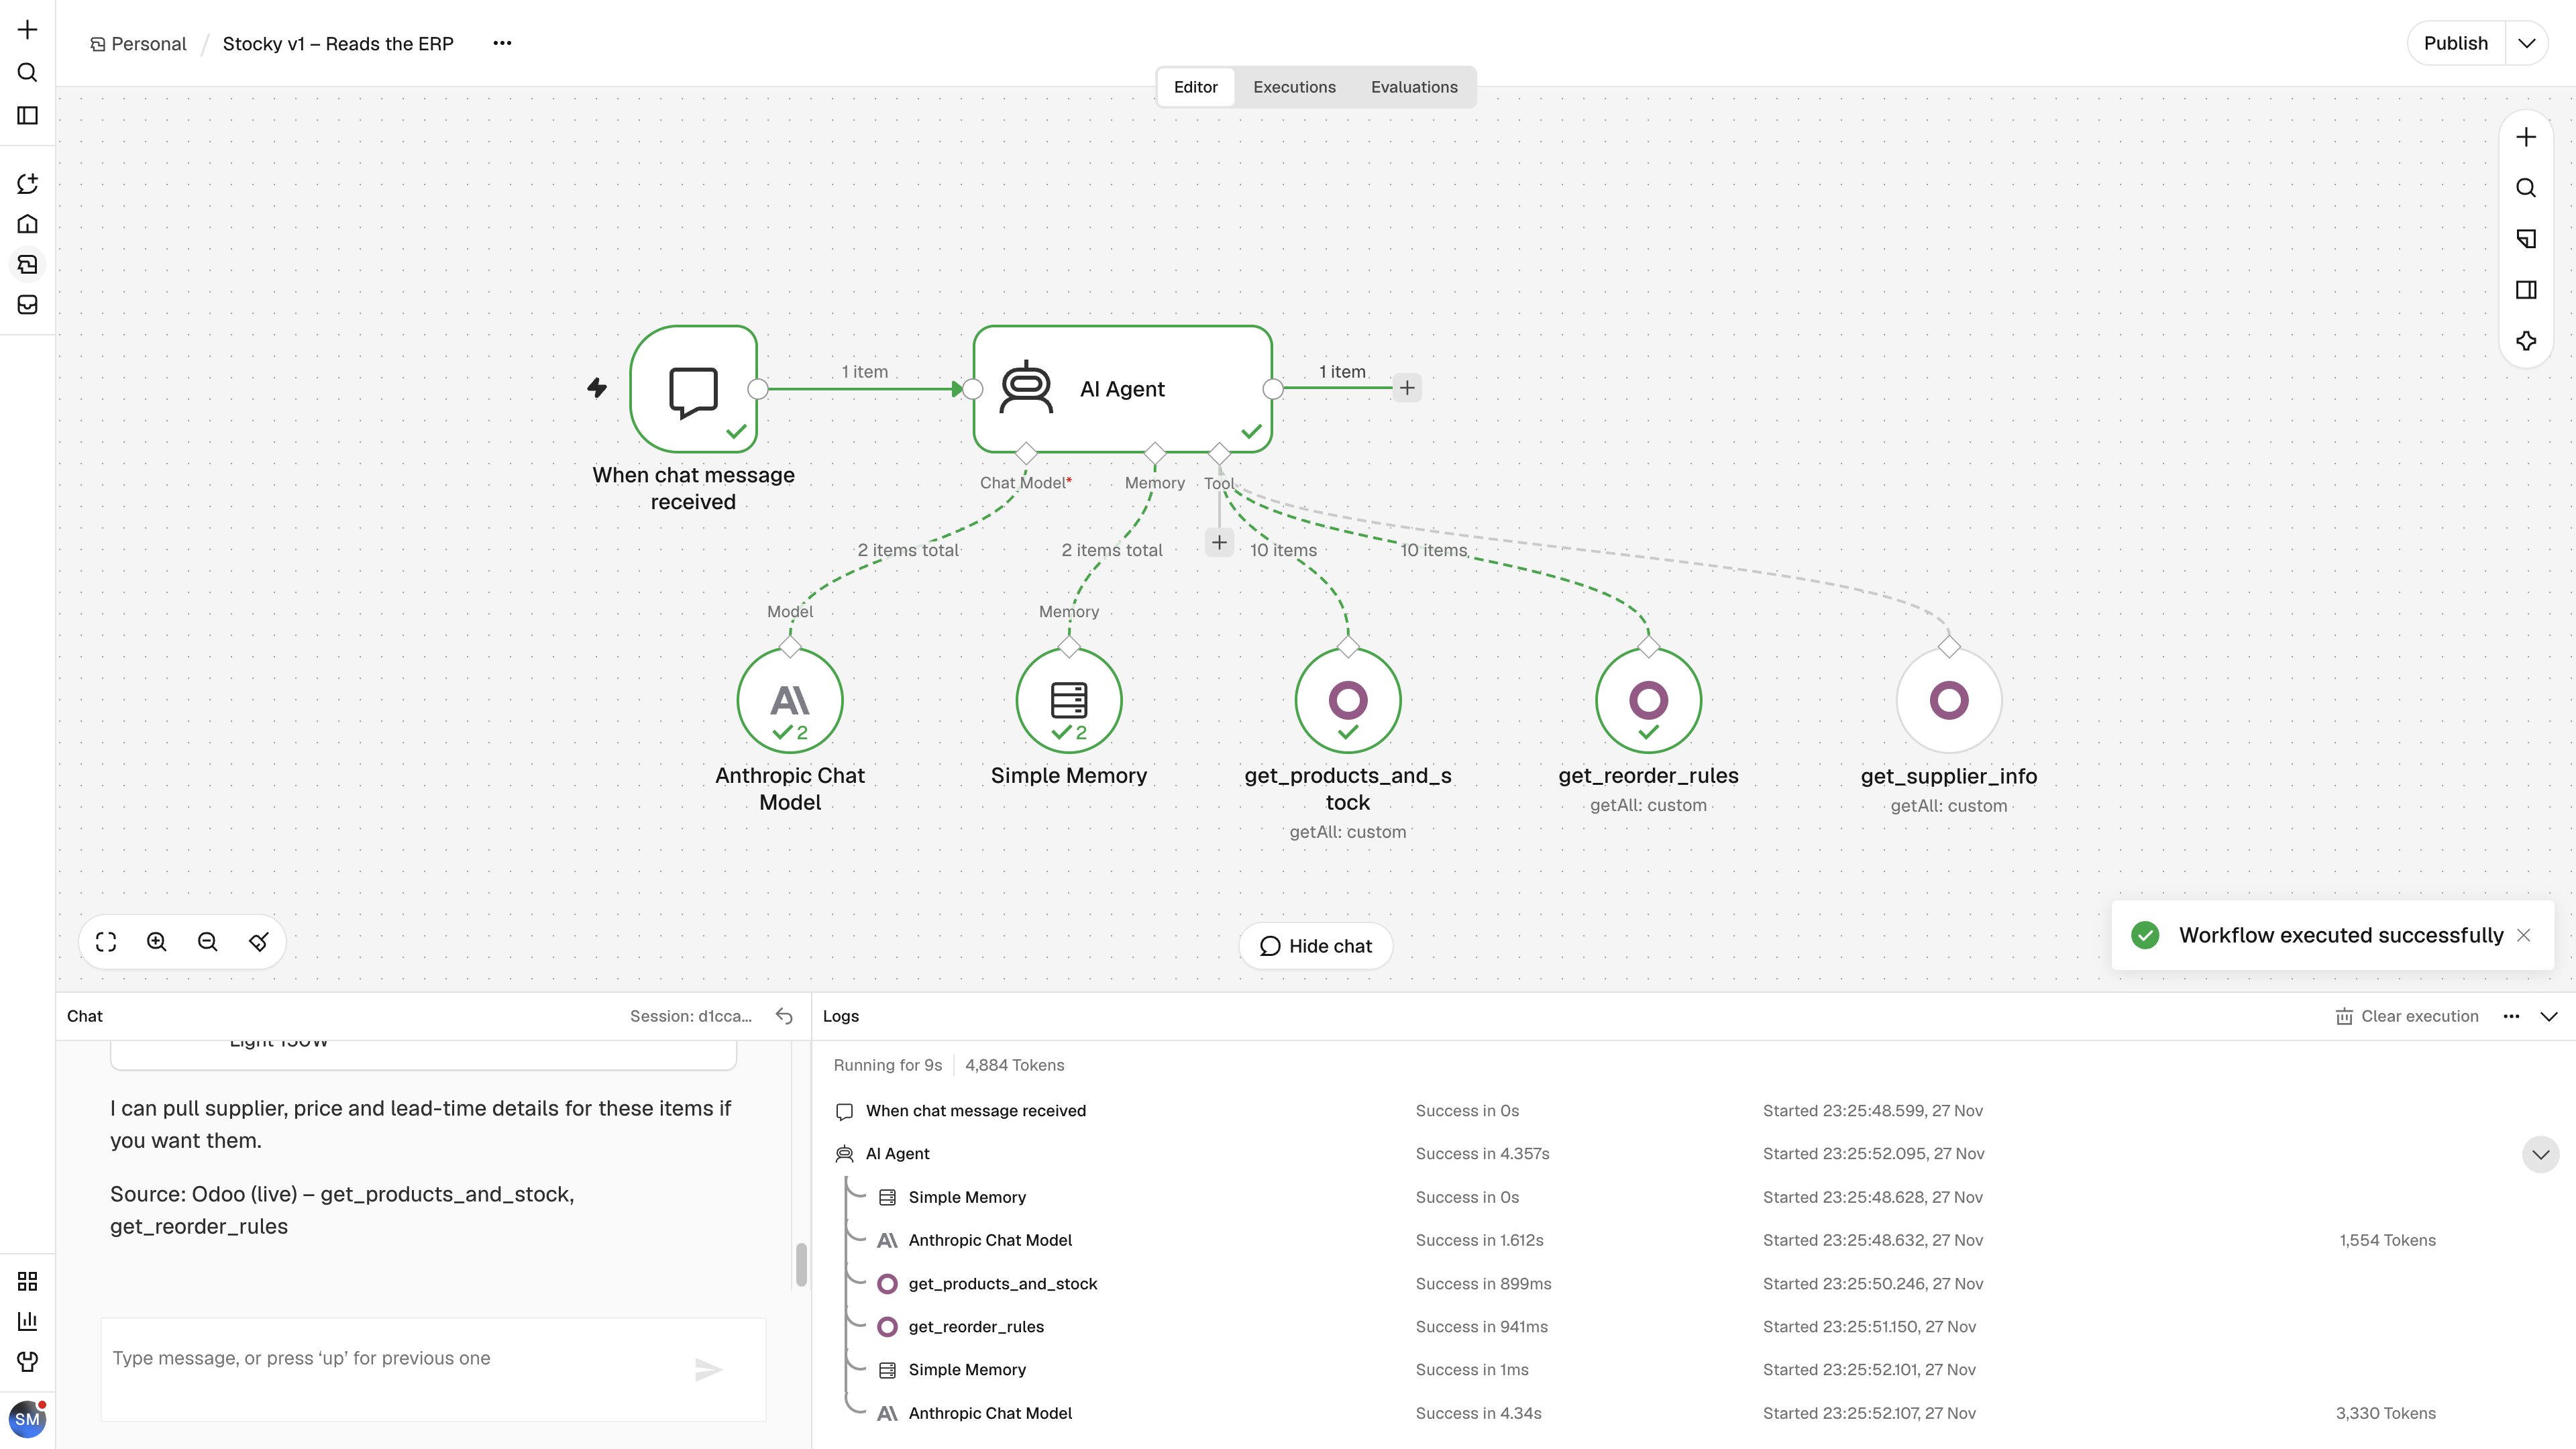 Personal / Stocky v1 – Reads the ERP
Publish
Editor Executions Evaluations
1 item
AI Agent
1 item
When chat message
received
Chat Model*
Memory
Tool
2 items total
2 items total
10 items
10 items
Model
Memory
2
2
Anthropic Chat
Model
Simple Memory
get_products_and_s
tock
getAll: custom
get_reorder_rules
getAll: custom
get_supplier_info
getAll: custom
Hide chat
Workflow executed successfully
Chat
Session: d1cca...
Light 150W
I can pull supplier, price and lead-time details for these items if
you want them.
Source: Odoo (live) – get_products_and_stock,
get_reorder_rules
Type message, or press ‘up’ for previous one
SM
Logs
Clear execution
Running for 9s 4,884 Tokens
When chat message received Success in 0s Started 23:25:48.599, 27 Nov
AI Agent Success in 4.357s Started 23:25:52.095, 27 Nov
Simple Memory Success in 0s Started 23:25:48.628, 27 Nov
Anthropic Chat Model Success in 1.612s Started 23:25:48.632, 27 Nov 1,554 Tokens
get_products_and_stock Success in 899ms Started 23:25:50.246, 27 Nov
get_reorder_rules Success in 941ms Started 23:25:51.150, 27 Nov
Simple Memory Success in 1ms Started 23:25:52.101, 27 Nov
Anthropic Chat Model Success in 4.34s Started 23:25:52.107, 27 Nov 3,330 Tokens